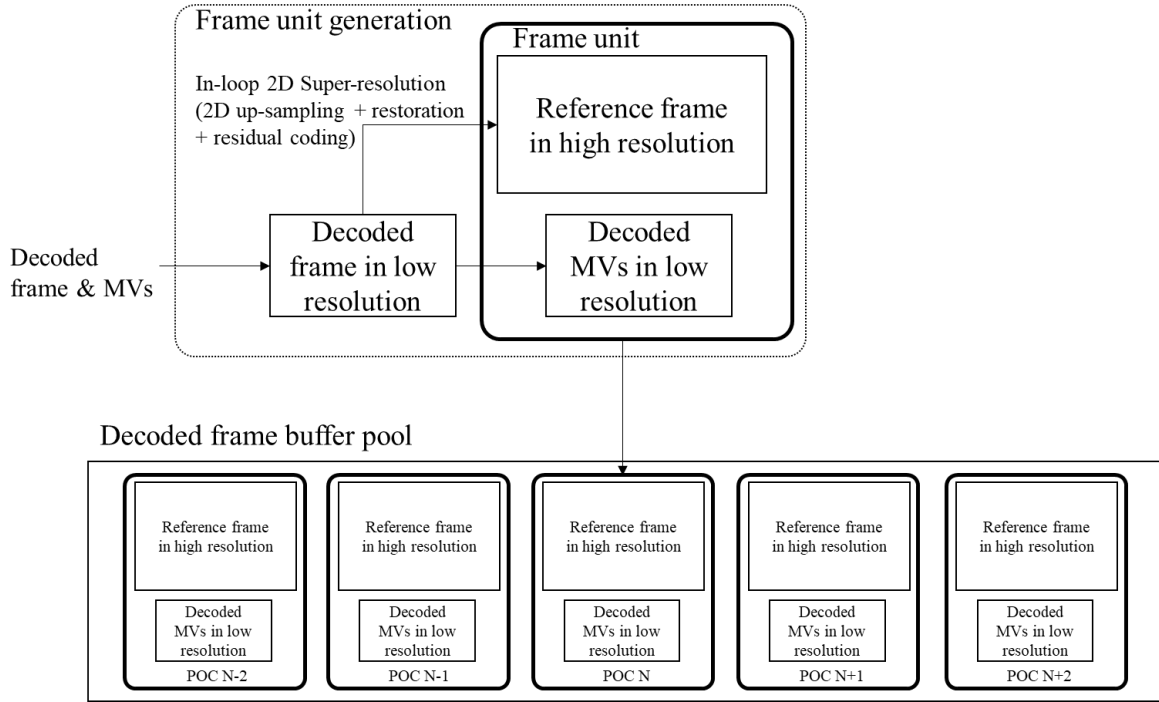 Frame unit generation
Frame unit
In-loop 2D Super-resolution
(2D up-sampling + restoration
+ residual coding)
Reference frame
in high resolution
Decoded
frame & MVs
Decoded
frame in low
resolution
Decoded
MVs in low
resolution
Decoded frame buffer pool
Reference frame
in high resolution
Decoded
MVs in low
resolution
POC N-2
Reference frame
in high resolution
Decoded
MVs in low
resolution
POC N-1
Reference frame
in high resolution
Decoded
MVs in low
resolution
POC N
Reference frame
in high resolution
Decoded
MVs in low
resolution
POC N+1
Reference frame
in high resolution
Decoded
MVs in low
resolution
POC N+2